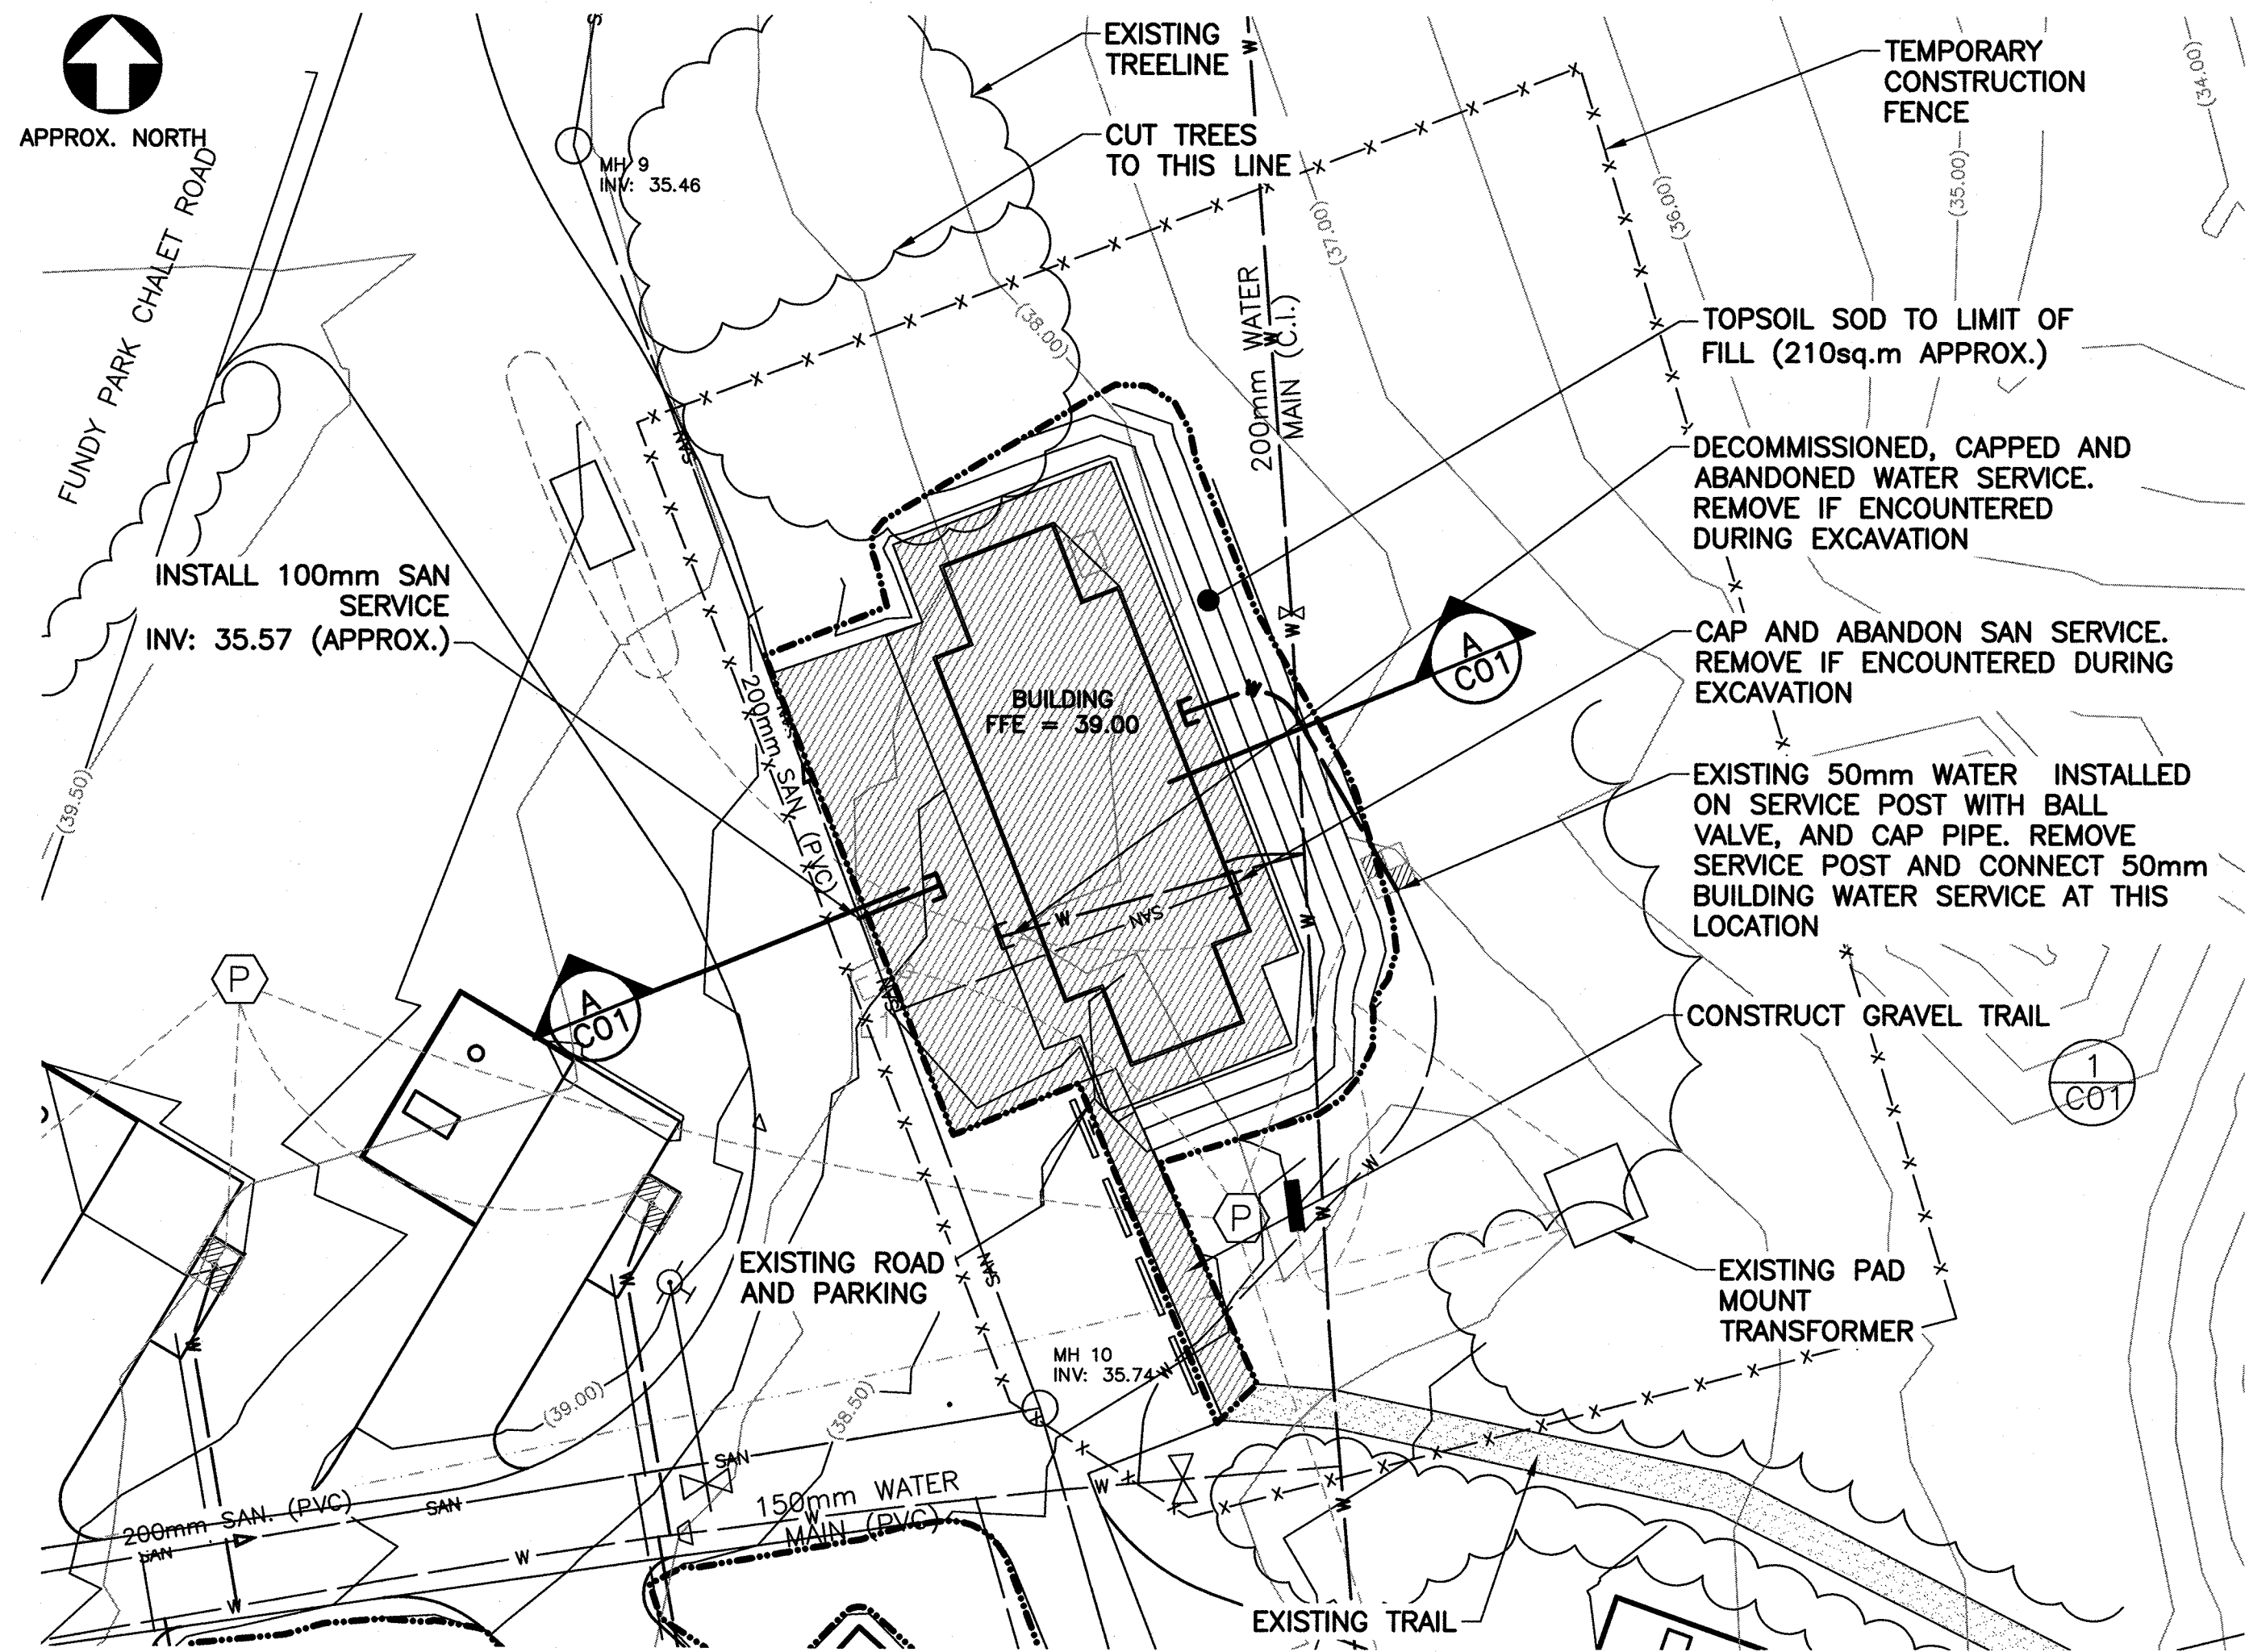 APPROX. NORTH
FUNDY PARK CHALET ROAD
EXISTING
TREELINE
CUT TREES
TO THIS LINE
TEMPORARY
CONSTRUCTION
FENCE
(34.00)
(35.00)
(36.00)
(37.00)
(38.00)
MH 9
INV: 35.46
200mm WATER
MAIN (C.I.)
W
W
TOPSOIL SOD TO LIMIT OF
FILL (210sq.m APPROX.)
DECOMMISSIONED, CAPPED AND
ABANDONED WATER SERVICE.
REMOVE IF ENCOUNTERED
DURING EXCAVATION
INSTALL 100mm SAN
SERVICE
INV: 35.57 (APPROX.)
SAN
200mm SAN. (PVC)
CAP AND ABANDON SAN SERVICE.
REMOVE IF ENCOUNTERED DURING
EXCAVATION
BUILDING
FFE = 39.00
W
W
A
C01
EXISTING 50mm WATER INSTALLED
ON SERVICE POST WITH BALL
VALVE, AND CAP PIPE. REMOVE
SERVICE POST AND CONNECT 50mm
BUILDING WATER SERVICE AT THIS
LOCATION
(39.50)
W
SAN
W
SAN
P
A
C01
CONSTRUCT GRAVEL TRAIL
1
C01
P
W
W
EXISTING ROAD
AND PARKING
SAN
W
W
EXISTING PAD
MOUNT
TRANSFORMER
MH 10
INV: 35.74
W
(39.00)
(38.50)
SAN
SAN
200mm SAN. (PVC)
SAN
150mm WATER
MAIN (PVC)
W
W
W
W
W
EXISTING TRAIL